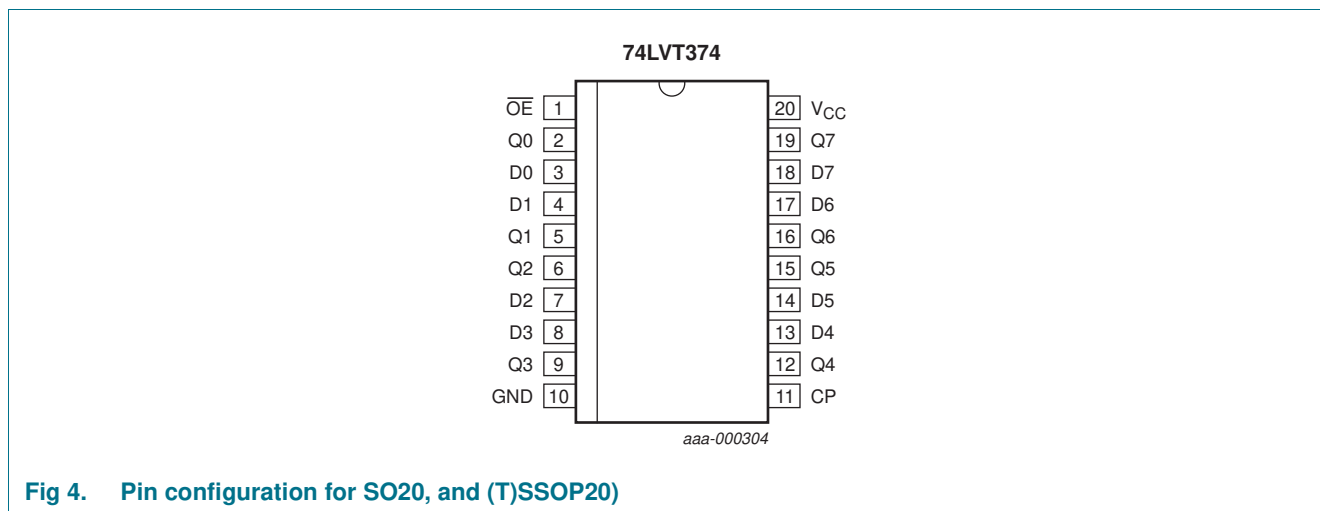 74LVT374
OE 1 20 VCC
Q0 2 19 Q7
D0 3 18 D7
D1 4 17 D6
Q1 5 16 Q6
Q2 6 15 Q5
D2 7 14 D5
D3 8 13 D4
Q3 9 12 Q4
GND 10 11 CP
aaa-000304
Fig 4. Pin configuration for SO20, and (T)SSOP20)